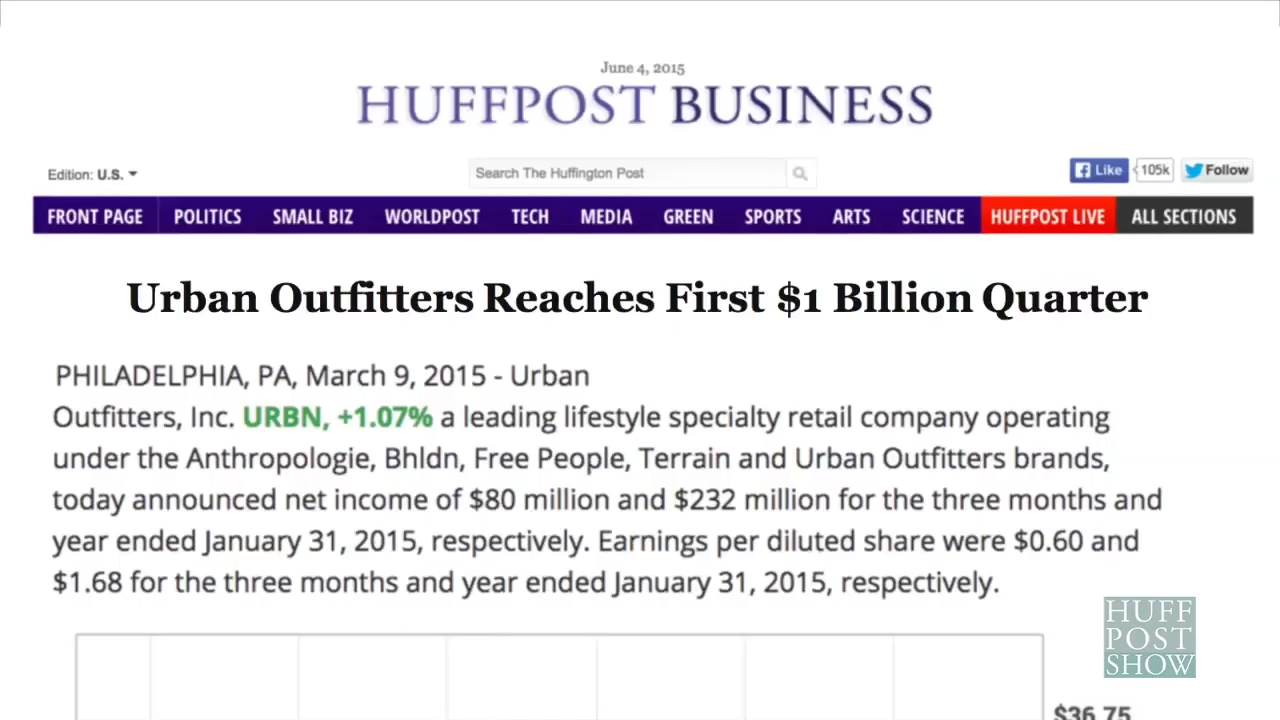 June 4, 2015
HUFFPOST BUSINESS
Edition: U.S.
Search The Huffington Post
Like 105k Follow
FRONT PAGE POLITICS SMALL BIZ WORLDPOST TECH MEDIA GREEN SPORTS ARTS SCIENCE HUFFPOST LIVE ALL SECTIONS
Urban Outfitters Reaches First $1 Billion Quarter
PHILADELPHIA, PA, March 9, 2015 - Urban
Outfitters, Inc. URBN, +1.07% a leading lifestyle specialty retail company operating
under the Anthropologie, Bhldn, Free People, Terrain and Urban Outfitters brands,
today announced net income of $80 million and $232 million for the three months and
year ended January 31, 2015, respectively. Earnings per diluted share were $0.60 and
$1.68 for the three months and year ended January 31, 2015, respectively.
HUFF
POST
SHOW
$36.75